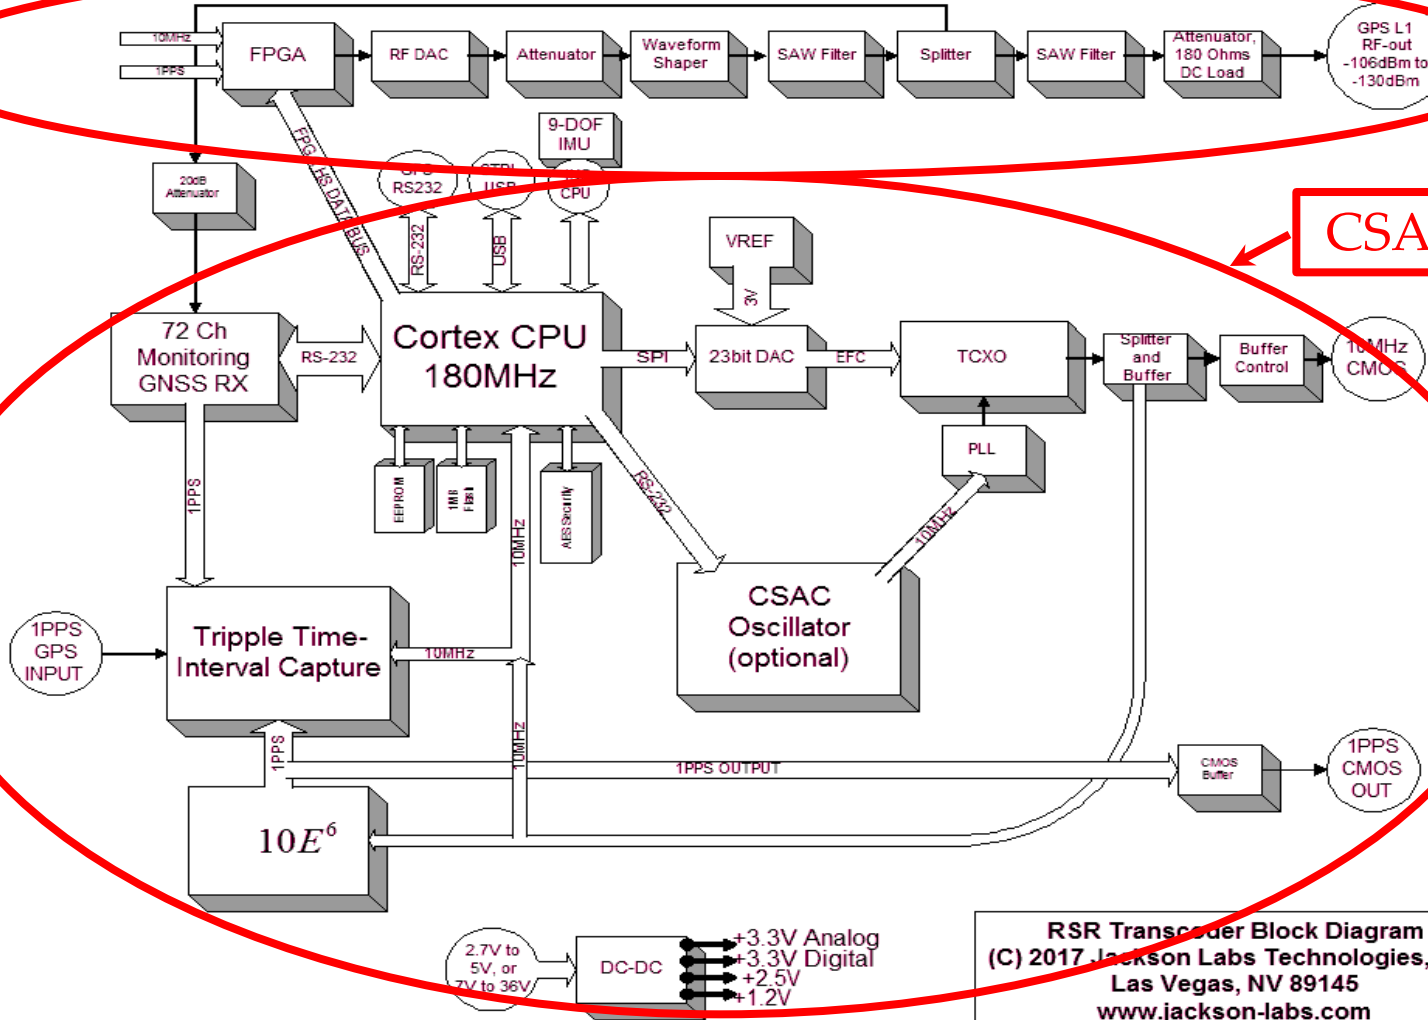 10MHz
1PPS
FPGA
RF DAC
Attenuator
Waveform
Shaper
SAW Filter
Splitter
SAW Filter
Attenuator,
180 Ohms
DC Load
GPS L1
RF-out
-106dBm to
-130dBm
9-DOF
IMU
20dB
Attenuator
FPGA HS DATA BUS
RS232
USB
CPU
RS-232
USB
VREF
3V
CSA
72 Ch
Monitoring
GNSS RX
RS-232
Cortex CPU
180MHz
SPI
23bit DAC
EFC
TCXO
Splitter
and
Buffer
Buffer
Control
10MHz
CMOS
PLL
1PPS
EEPROM
1MB
Flash
AES Security
10MHz
RS-232
10MHz
CSAC
Oscillator
(optional)
1PPS
GPS
INPUT
Tripple Time-
Interval Capture
10MHz
10MHz
1PPS
1PPS OUTPUT
CMOS
Buffer
1PPS
CMOS
OUT
10E⁶
2.7V to
5V, or
7V to 36V
DC-DC
+3.3V Analog
+3.3V Digital
+2.5V
+1.2V
RSR Transcoder Block Diagram
(C) 2017 Jackson Labs Technologies,
Las Vegas, NV 89145
www.jackson-labs.com